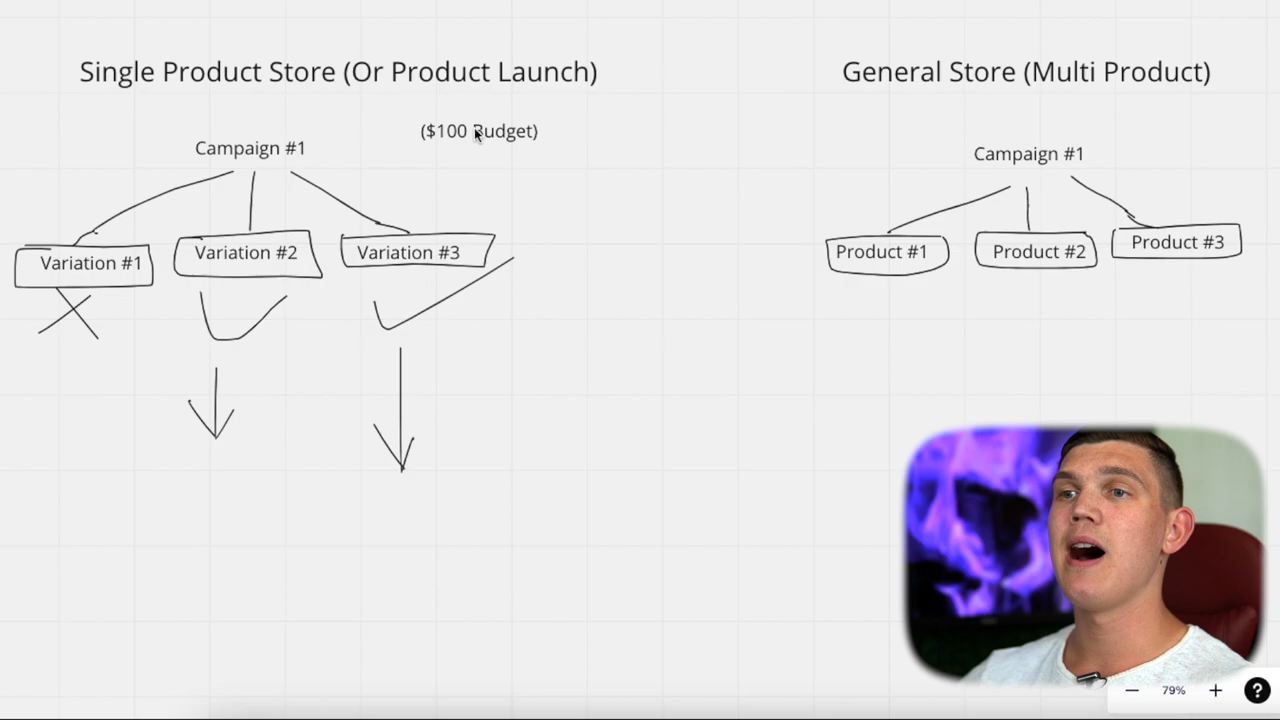 Single Product Store (Or Product Launch)
($100 Budget)
Campaign #1
Variation #1
Variation #2
Variation #3
General Store (Multi Product)
Campaign #1
Product #1
Product #2
Product #3
79%
?